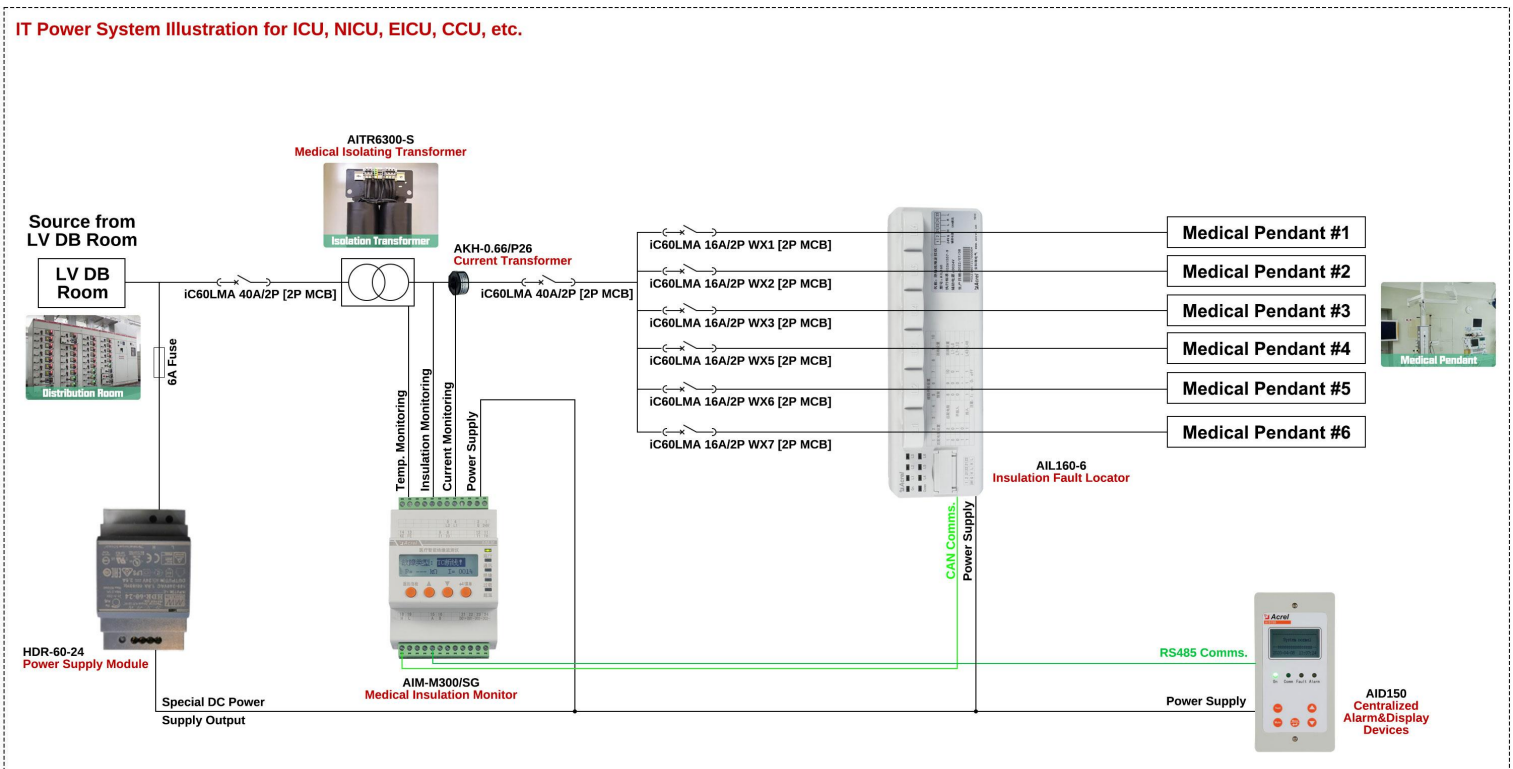 IT Power System Illustration for ICU, NICU, EICU, CCU, etc.
AITR6300-S
Medical Isolating Transformer
Isolation Transformer
Source from
LV DB Room
LV DB
Room
Distribution Room
6A Fuse
iC60LMA 40A/2P [2P MCB]
AKH-0.66/P26
Current Transformer
iC60LMA 40A/2P [2P MCB]
iC60LMA 16A/2P WX1 [2P MCB]
iC60LMA 16A/2P WX2 [2P MCB]
iC60LMA 16A/2P WX3 [2P MCB]
iC60LMA 16A/2P WX5 [2P MCB]
iC60LMA 16A/2P WX6 [2P MCB]
iC60LMA 16A/2P WX7 [2P MCB]
Medical Pendant #1
Medical Pendant #2
Medical Pendant #3
Medical Pendant #4
Medical Pendant #5
Medical Pendant #6
Medical Pendant
AIL160-6
Insulation Fault Locator
CAN Comms.
Power Supply
Temp. Monitoring
Insulation Monitoring
Current Monitoring
Power Supply
HDR-60-24
HDR-60-24
Power Supply Module
AIM-M300/SG
Medical Insulation Monitor
Special DC Power
Supply Output
RS485 Comms.
Power Supply
Acrel
On Comm Fault Alarm
AID150
Centralized
Alarm&Display
Devices